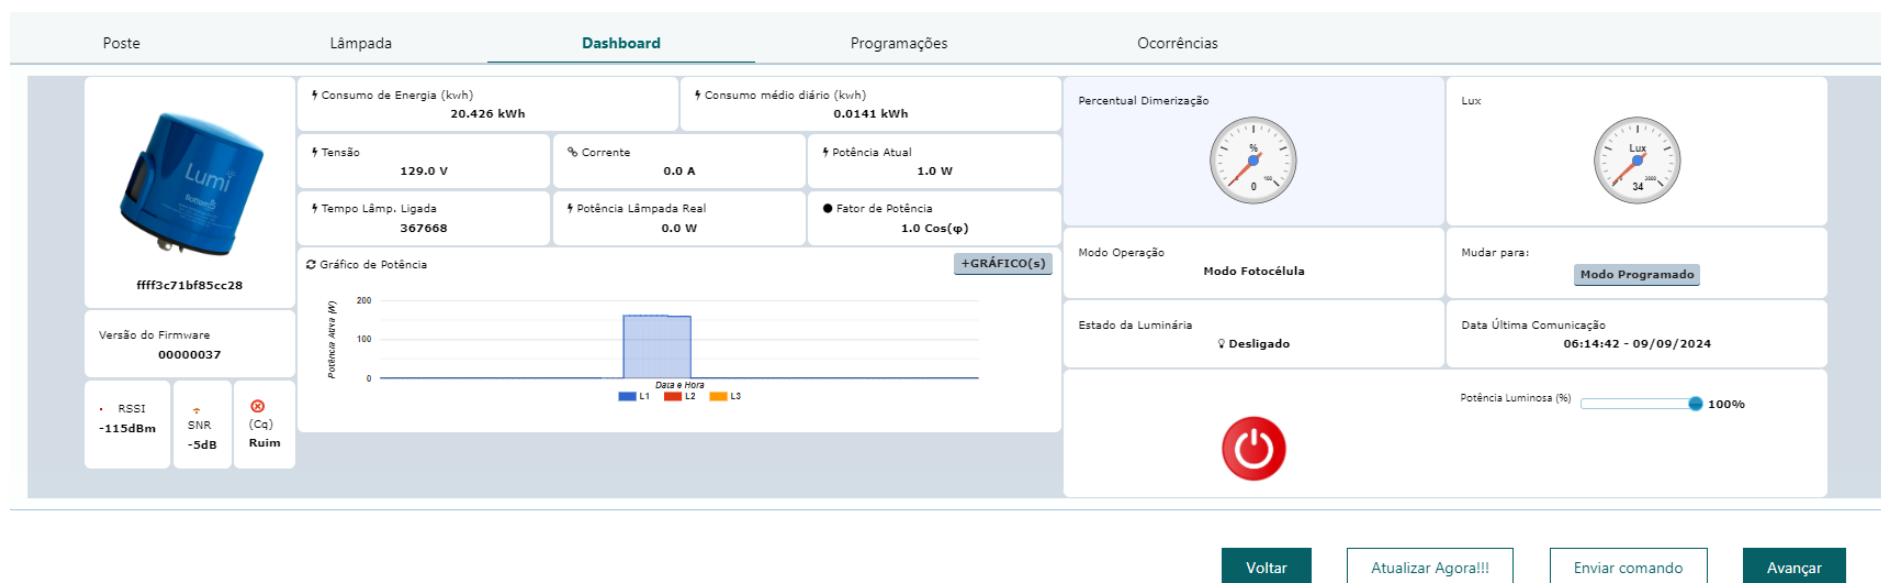 Poste
Lâmpada
Dashboard
Programações
Ocorrências
Lumi
ffff3c71bf85cc28
Versão do Firmware
00000037
RSSI
-115dBm
SNR
-5dB
(Cq)
Ruim
Consumo de Energia (kwh)
20.426 kWh
Consumo médio diário (kwh)
0.0141 kWh
Tensão
129.0 V
Corrente
0.0 A
Potência Atual
1.0 W
Tempo Lâmp. Ligada
367668
Potência Lâmpada Real
0.0 W
Fator de Potência
1.0 Cos(φ)
Gráfico de Potência
+GRÁFICO(s)
Potência Ativa (W)
200
100
0
Data e Hora
L1
L2
L3
Percentual Dimerização
%
100
0
Lux
Lux
2000
34
Modo Operação
Modo Fotocélula
Mudar para:
Modo Programado
Estado da Luminária
Desligado
Data Última Comunicação
06:14:42 - 09/09/2024
Potência Luminosa (%)
100%
Voltar
Atualizar Agora!!!
Enviar comando
Avançar